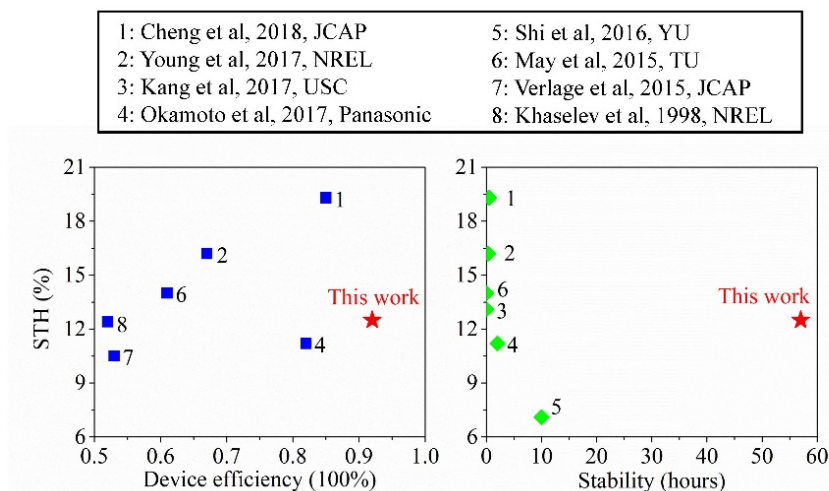 1: Cheng et al, 2018, JCAP
2: Young et al, 2017, NREL
3: Kang et al, 2017, USC
4: Okamoto et al, 2017, Panasonic
5: Shi et al, 2016, YU
6: May et al, 2015, TU
7: Verlage et al, 2015, JCAP
8: Khaselev et al, 1998, NREL
STH (%)
21
18
15
12
9
6
1
2
6
This work
8
7
4
0.5 0.6 0.7 0.8 0.9 1.0
Device efficiency (100%)
21
18
15
12
9
6
1
2
6
3
This work
4
5
0 10 20 30 40 50 60
Stability (hours)